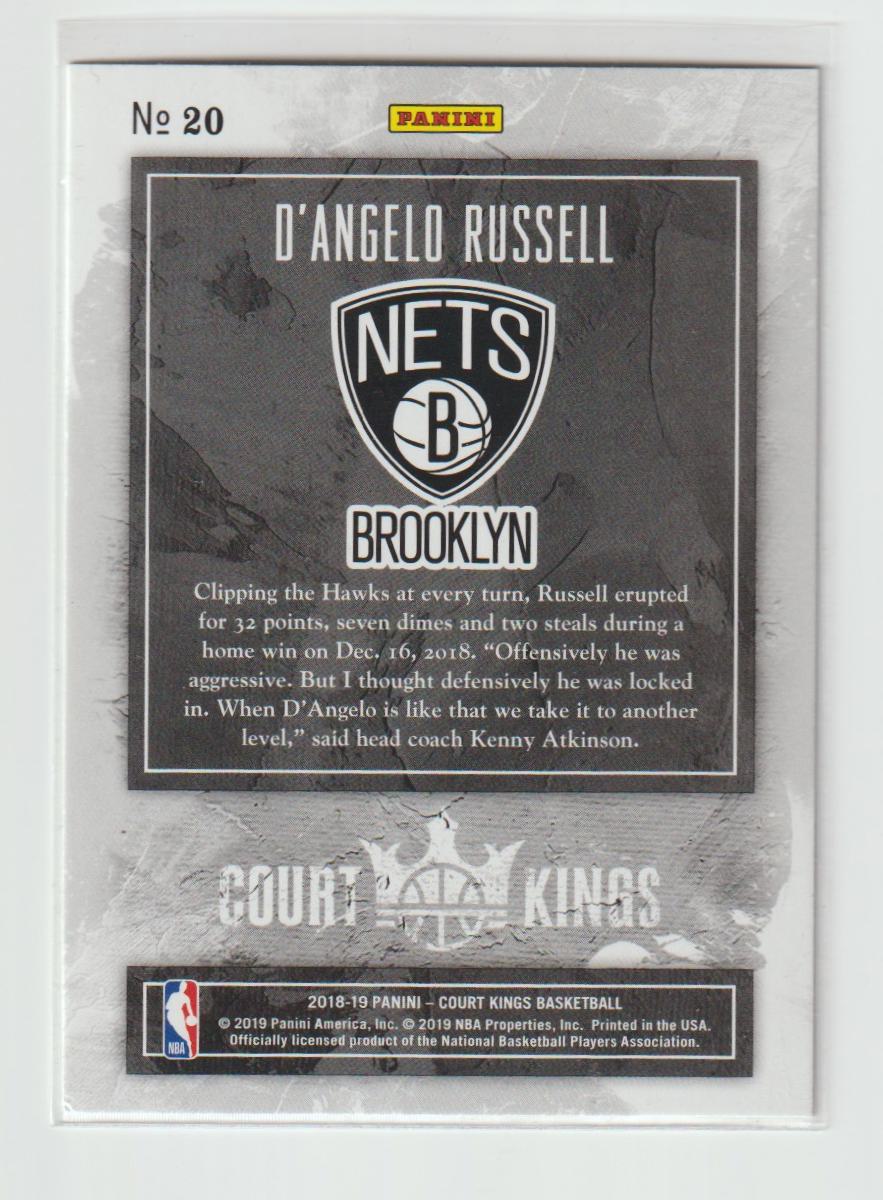 Nº 20
PANINI
D'ANGELO RUSSELL
NETS
B
BROOKLYN
Clipping the Hawks at every turn, Russell erupted
for 32 points, seven dimes and two steals during a
home win on Dec. 16, 2018. “Offensively he was
aggressive. But I thought defensively he was locked
in. When D'Angelo is like that we take it to another
level,” said head coach Kenny Atkinson.
COURT KINGS
2018-19 PANINI – COURT KINGS BASKETBALL
© 2019 Panini America, Inc. © 2019 NBA Properties, Inc. Printed in the USA.
Officially licensed product of the National Basketball Players Association.
NBA